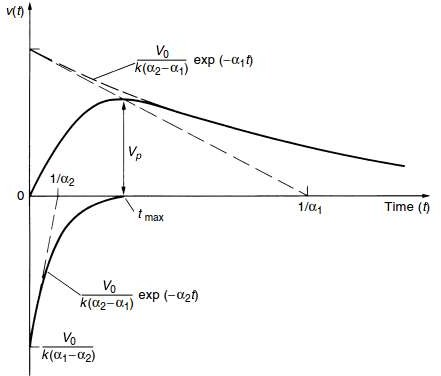 v(t)
V₀/k(α₂−α₁) exp (−α₁t)
Vₚ
1/α₂
0
t max
1/α₁
Time (t)
V₀/k(α₂−α₁) exp (−α₂t)
V₀/k(α₁−α₂)